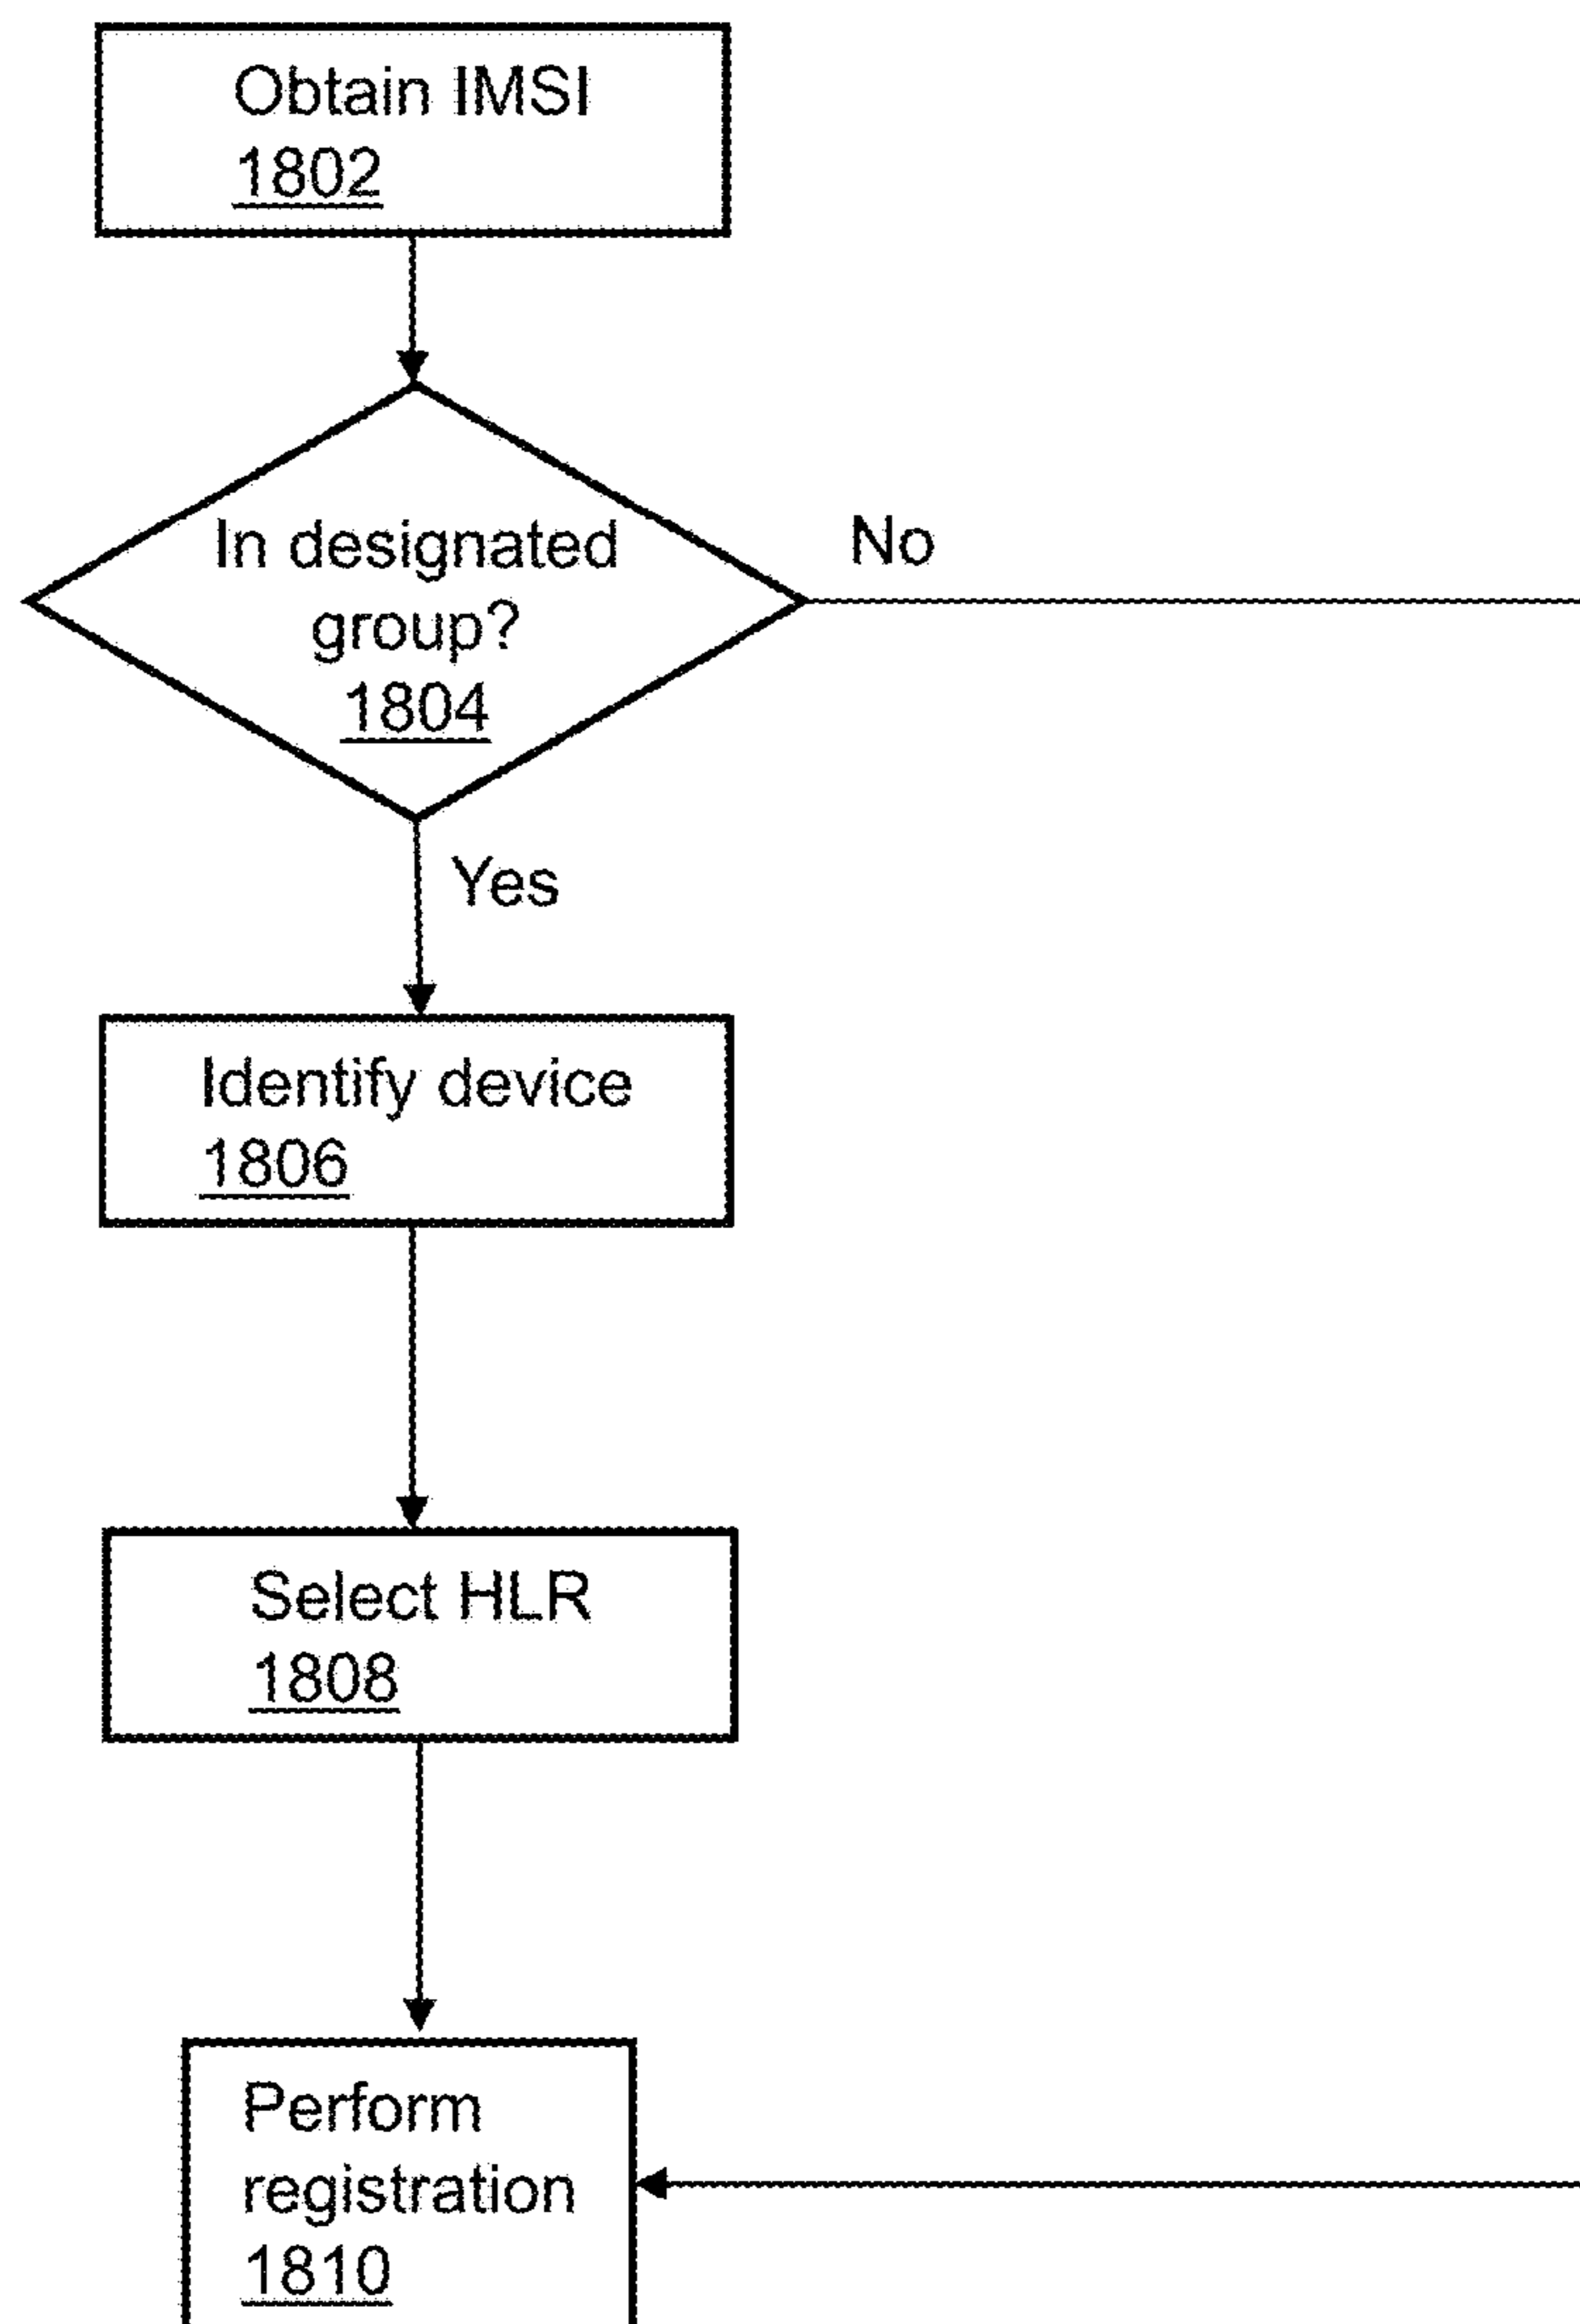 Obtain IMSI
1802
In designated
group?
1804
No
Yes
Identify device
1806
Select HLR
1808
Perform
registration
1810